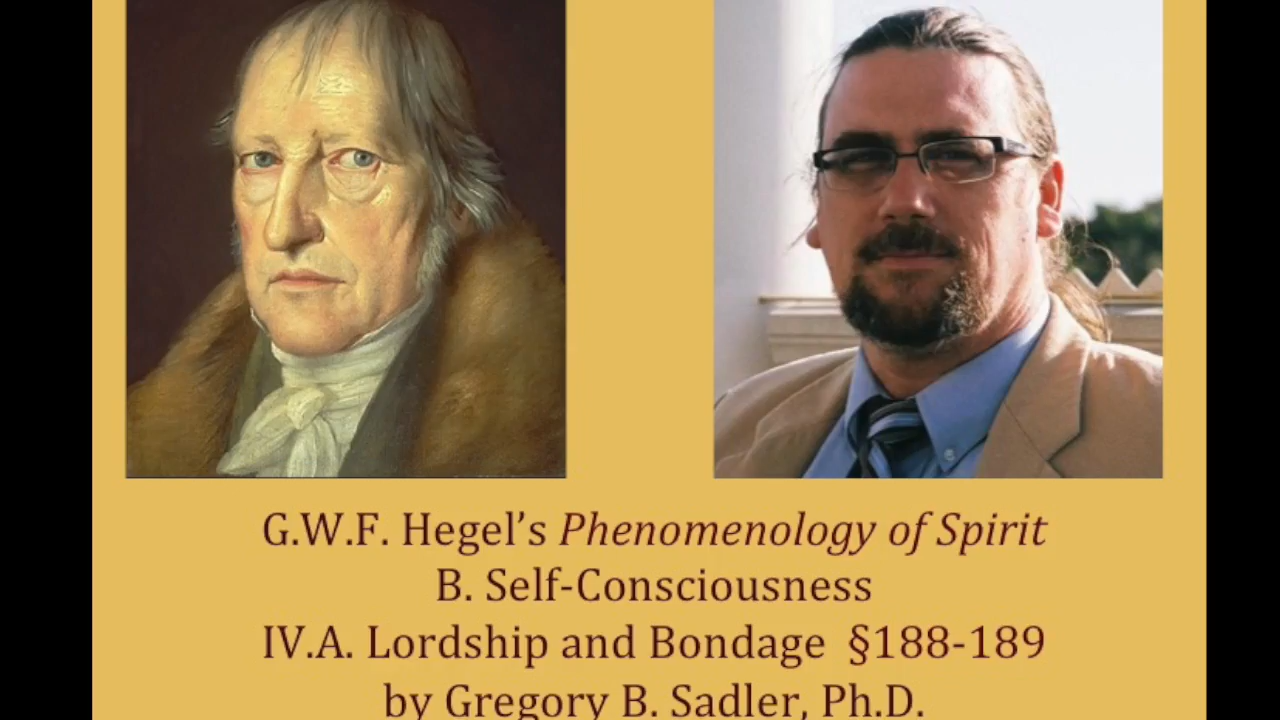 G.W.F. Hegel’s Phenomenology of Spirit
B. Self-Consciousness
IV.A. Lordship and Bondage §188-189
by Gregory B. Sadler, Ph.D.